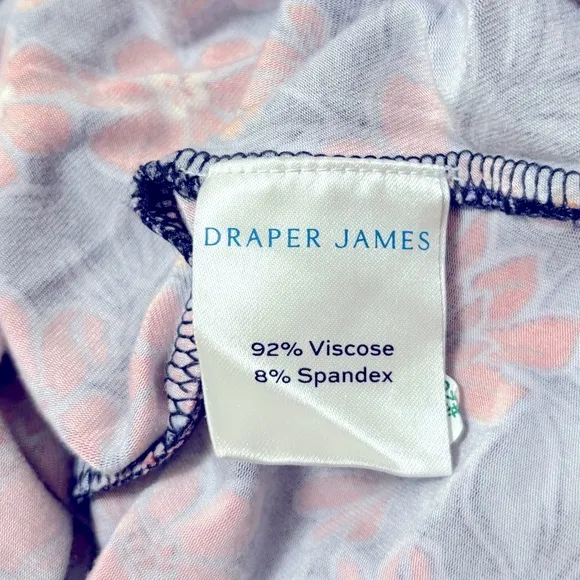 DRAPER JAMES
92% Viscose
8% Spandex